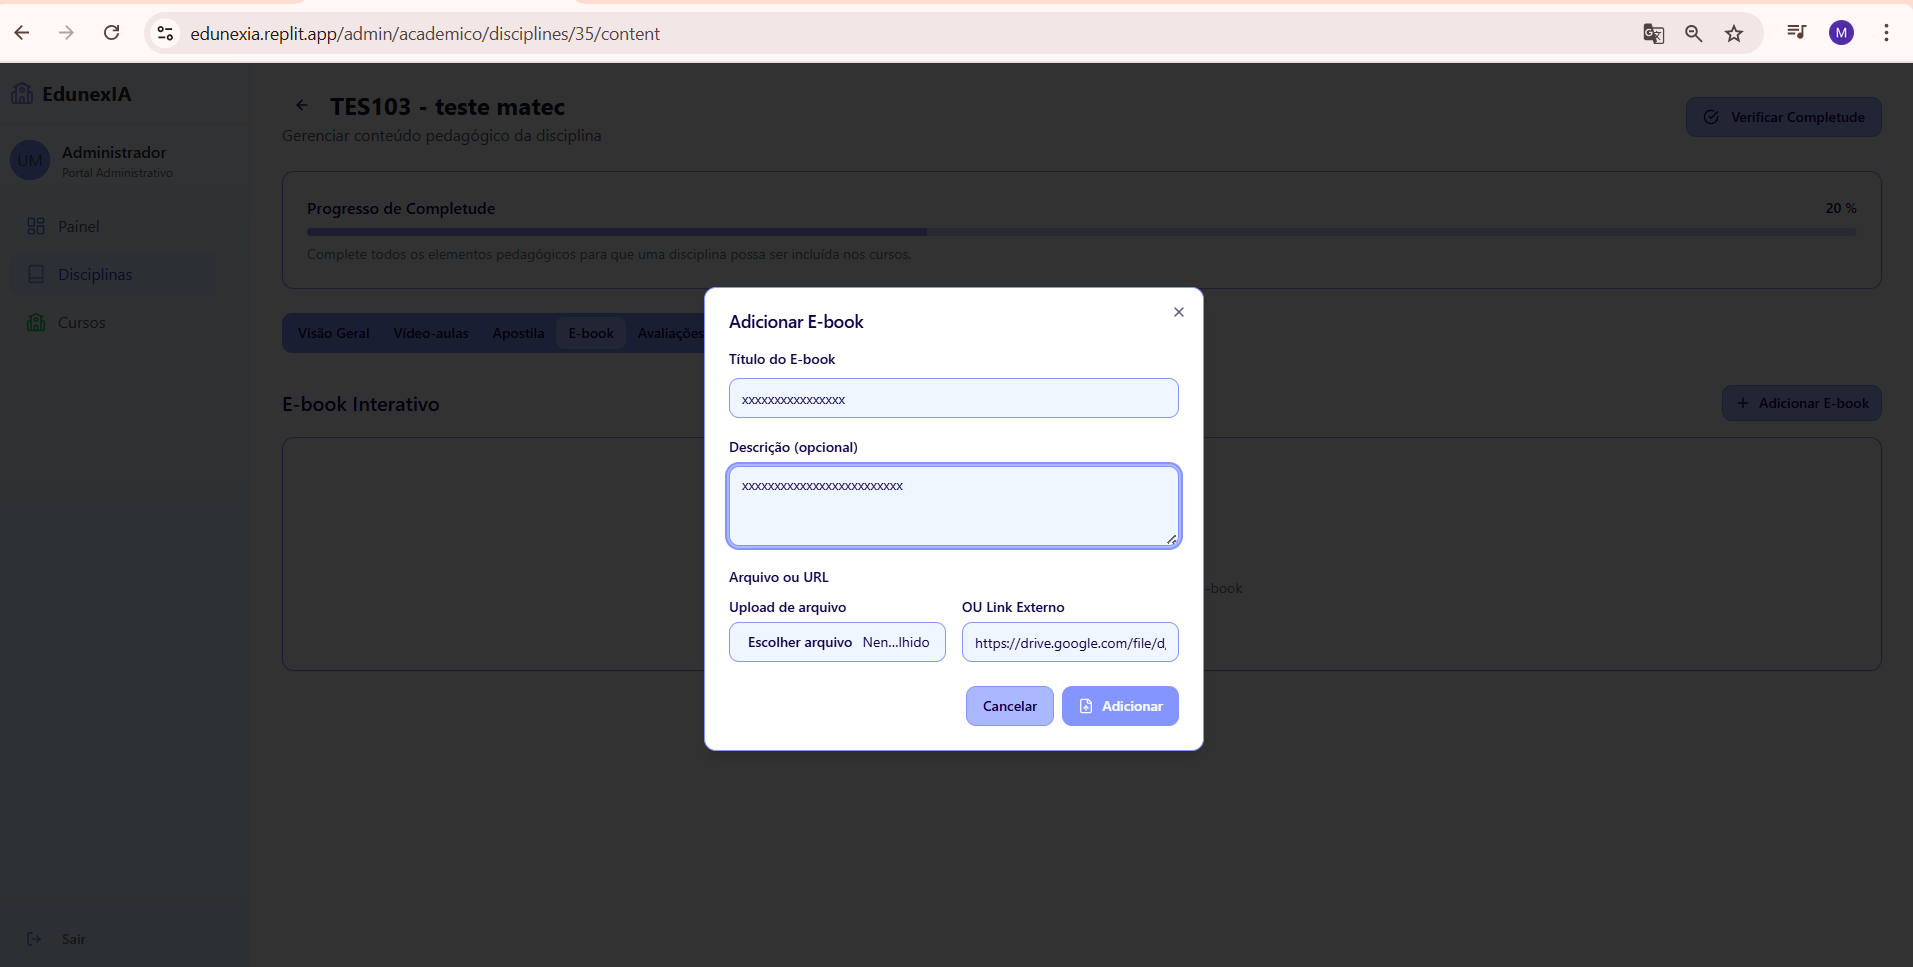 edunexia.replit.app/admin/academico/disciplines/35/content
M
EdunexIA
UM
Administrador
Portal Administrativo
Painel
Disciplinas
Cursos
Sair
TES103 - teste matec
Gerenciar conteúdo pedagógico da disciplina
Verificar Completude
Progresso de Completude
20 %
Complete todos os elementos pedagógicos para que uma disciplina possa ser incluída nos cursos.
Visão Geral Vídeo-aulas Apostila E-book Avaliações
E-book Interativo
Adicionar E-book
-book
Adicionar E-book
Título do E-book
xxxxxxxxxxxxxxxx
Descrição (opcional)
xxxxxxxxxxxxxxxxxxxxxxxxx
Arquivo ou URL
Upload de arquivo
OU Link Externo
Escolher arquivo Nen...lhido
https://drive.google.com/file/d,
Cancelar
Adicionar